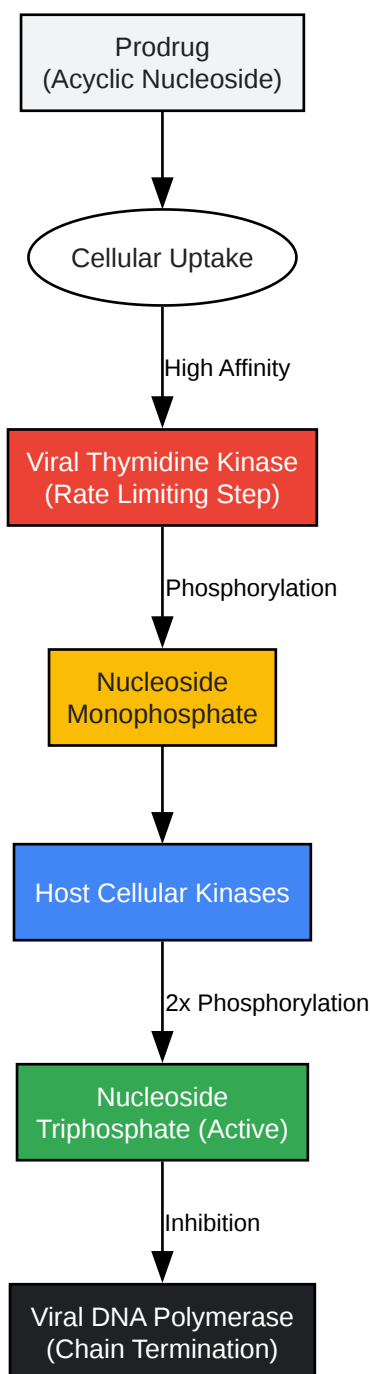 Prodrug
(Acyclic Nucleoside)
Cellular Uptake
High Affinity
Viral Thymidine Kinase
(Rate Limiting Step)
Phosphorylation
Nucleoside
Monophosphate
Host Cellular Kinases
2x Phosphorylation
Nucleoside
Triphosphate (Active)
Inhibition
Viral DNA Polymerase
(Chain Termination)